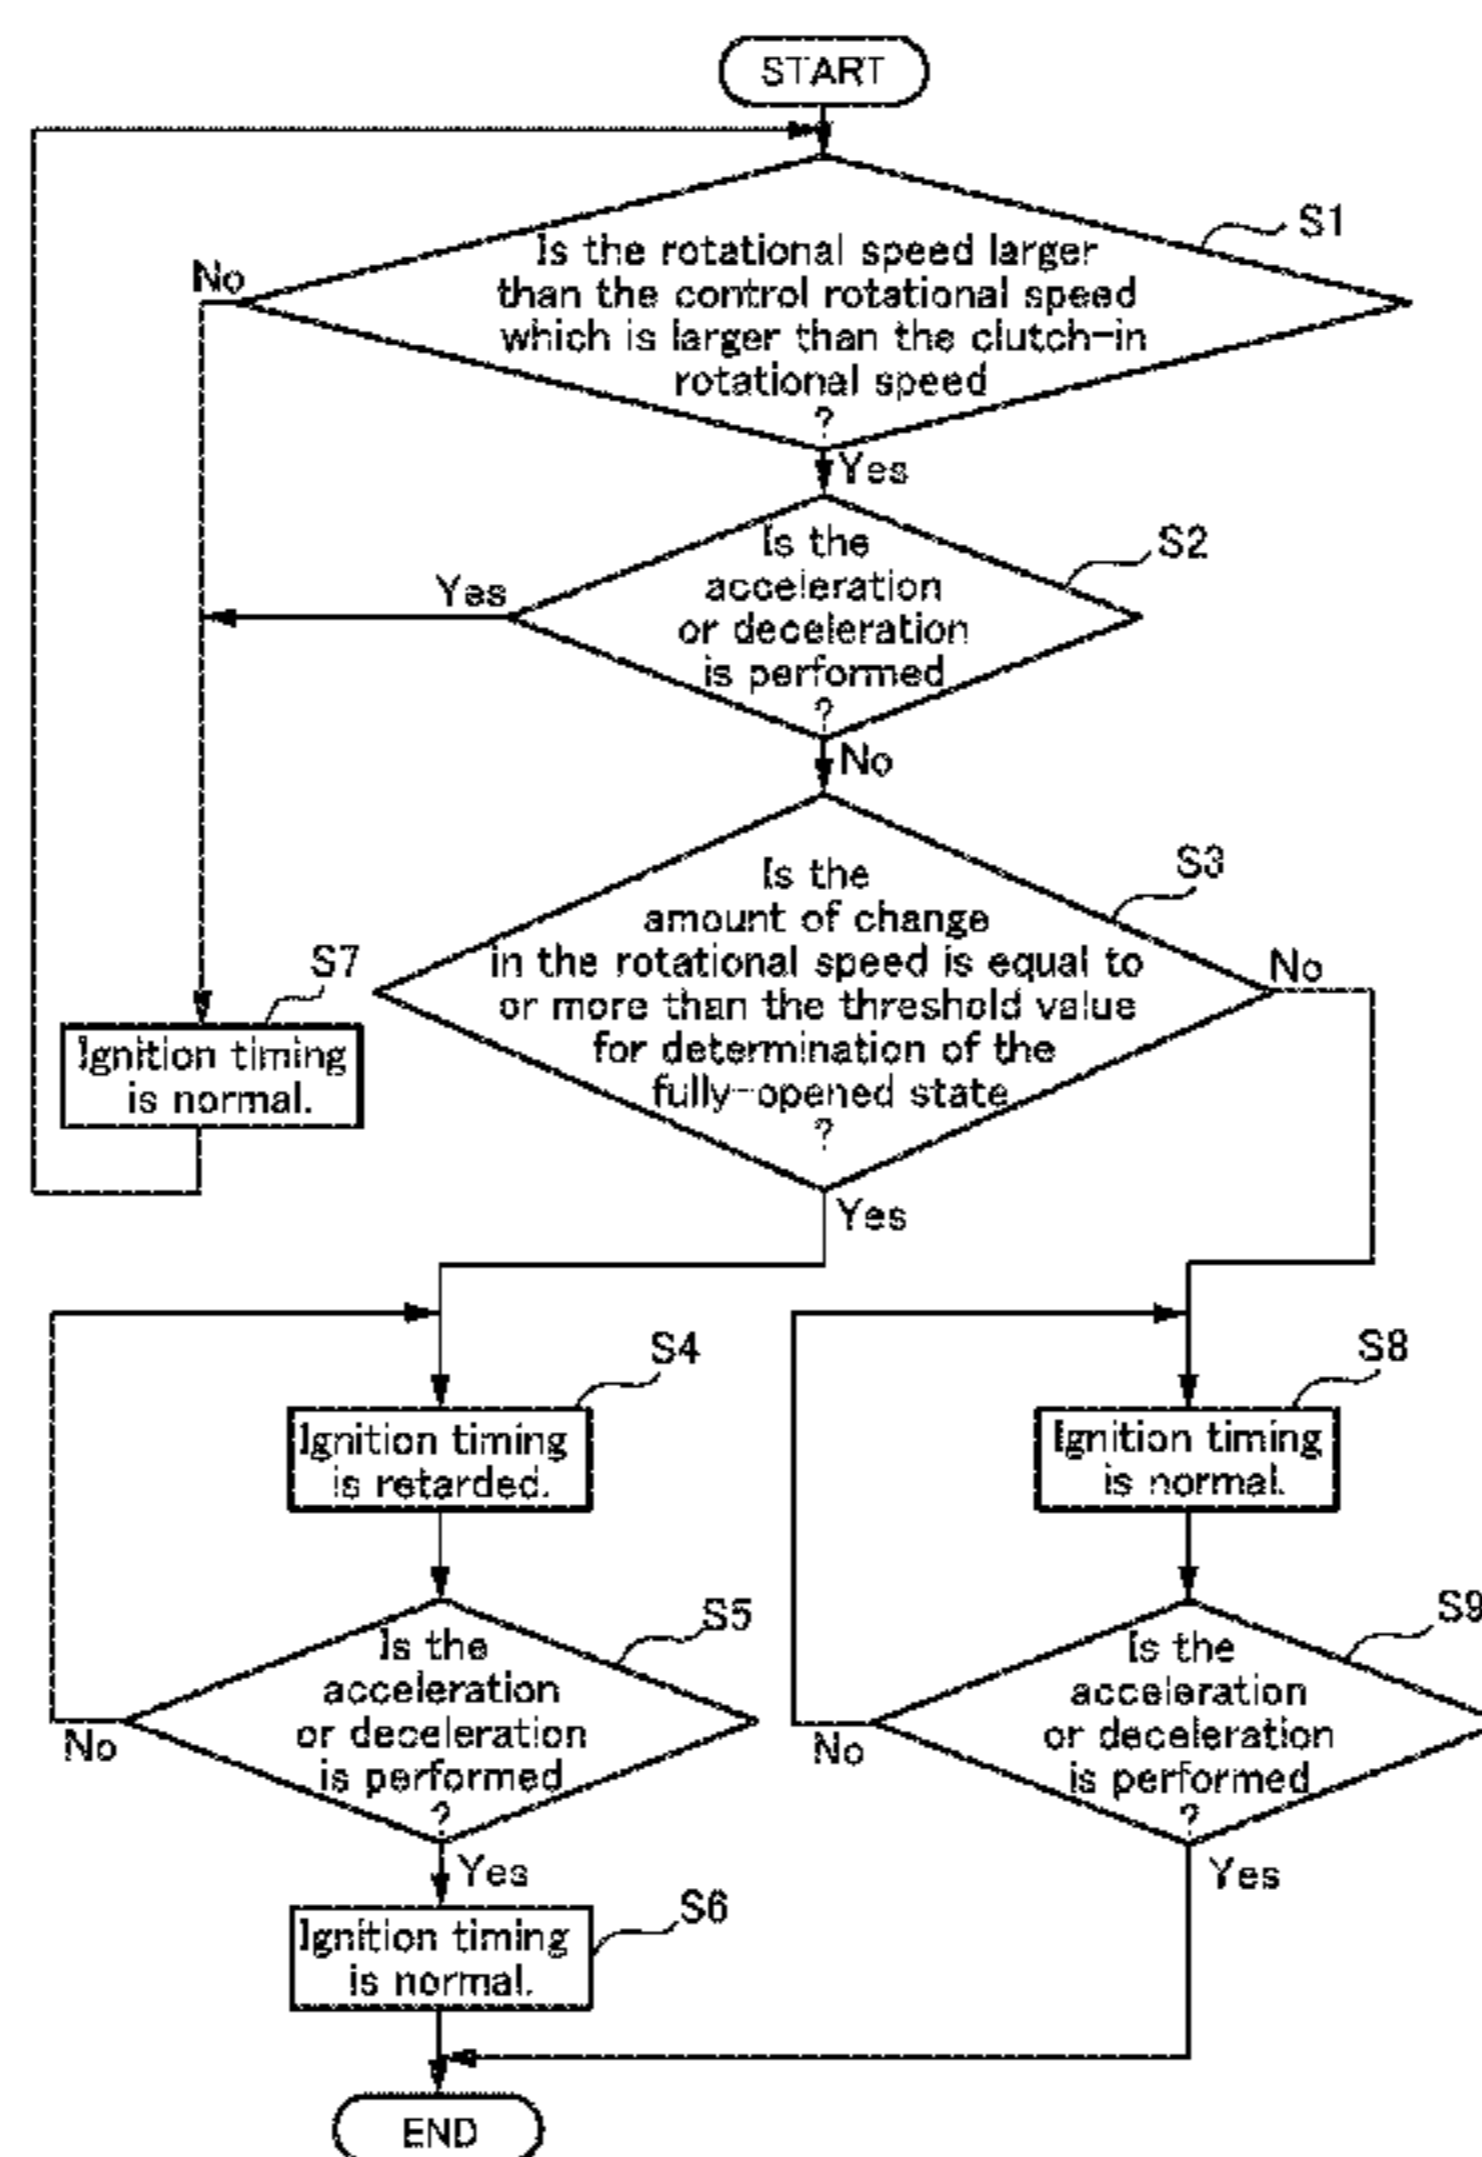 START
S1
Is the rotational speed larger
than the control rotational speed
which is larger than the clutch-in
rotational speed
?
No
Yes
S2
Is the
acceleration
or deceleration
is performed
?
Yes
No
S3
Is the
amount of change
in the rotational speed is equal to
or more than the threshold value
for determination of the
fully-opened state
?
No
Yes
S7
Ignition timing
is normal.
S4
Ignition timing
is retarded.
S8
Ignition timing
is normal.
S5
Is the
acceleration
or deceleration
is performed
?
No
Yes
S9
Is the
acceleration
or deceleration
is performed
?
No
Yes
S6
Ignition timing
is normal.
END